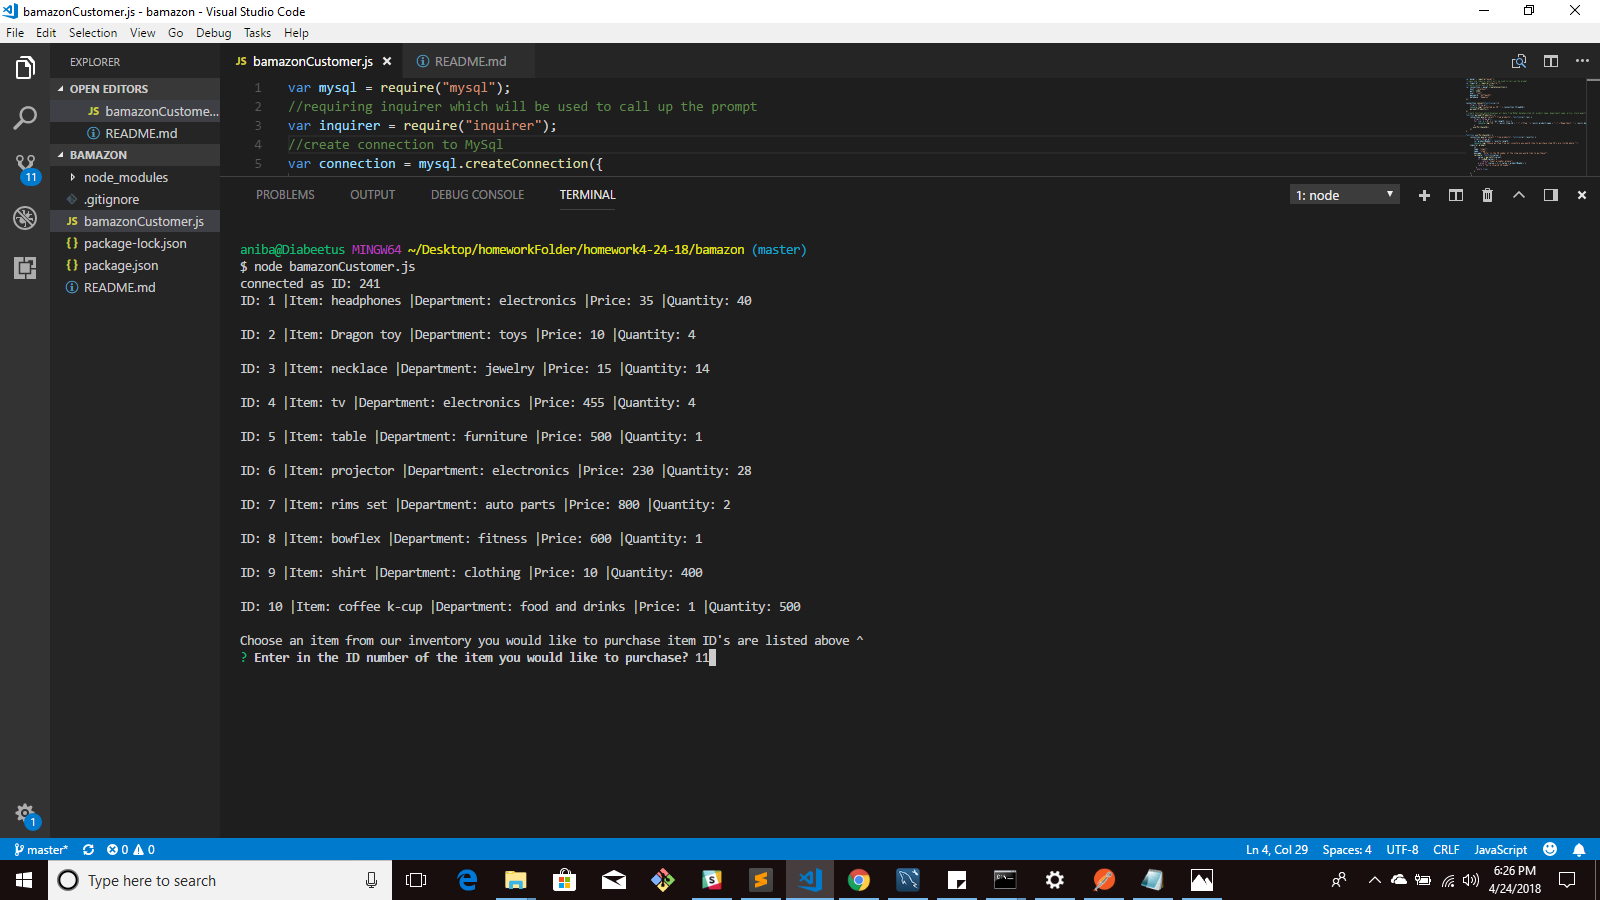 bamazonCustomer.js - bamazon - Visual Studio Code
File Edit Selection View Go Debug Tasks Help
EXPLORER
OPEN EDITORS
JS bamazonCustome...
README.md
BAMAZON
node_modules
.gitignore
JS bamazonCustomer.js
{} package-lock.json
{} package.json
README.md
11
1
JS bamazonCustomer.js README.md
1 var mysql = require("mysql");
2 //requiring inquirer which will be used to call up the prompt
3 var inquirer = require("inquirer");
4 //create connection to MySql
5 var connection = mysql.createConnection({
PROBLEMS OUTPUT DEBUG CONSOLE TERMINAL 1: node
aniba@Diabeetus MINGW64 ~/Desktop/homeworkFolder/homework4-24-18/bamazon (master)
$ node bamazonCustomer.js
connected as ID: 241
ID: 1 |Item: headphones |Department: electronics |Price: 35 |Quantity: 40
ID: 2 |Item: Dragon toy |Department: toys |Price: 10 |Quantity: 4
ID: 3 |Item: necklace |Department: jewelry |Price: 15 |Quantity: 14
ID: 4 |Item: tv |Department: electronics |Price: 455 |Quantity: 4
ID: 5 |Item: table |Department: furniture |Price: 500 |Quantity: 1
ID: 6 |Item: projector |Department: electronics |Price: 230 |Quantity: 28
ID: 7 |Item: rims set |Department: auto parts |Price: 800 |Quantity: 2
ID: 8 |Item: bowflex |Department: fitness |Price: 600 |Quantity: 1
ID: 9 |Item: shirt |Department: clothing |Price: 10 |Quantity: 400
ID: 10 |Item: coffee k-cup |Department: food and drinks |Price: 1 |Quantity: 500
Choose an item from our inventory you would like to purchase item ID's are listed above ^
? Enter in the ID number of the item you would like to purchase? 11
master* 0 0 Ln 4, Col 29 Spaces: 4 UTF-8 CRLF JavaScript
Type here to search
6:26 PM
4/24/2018